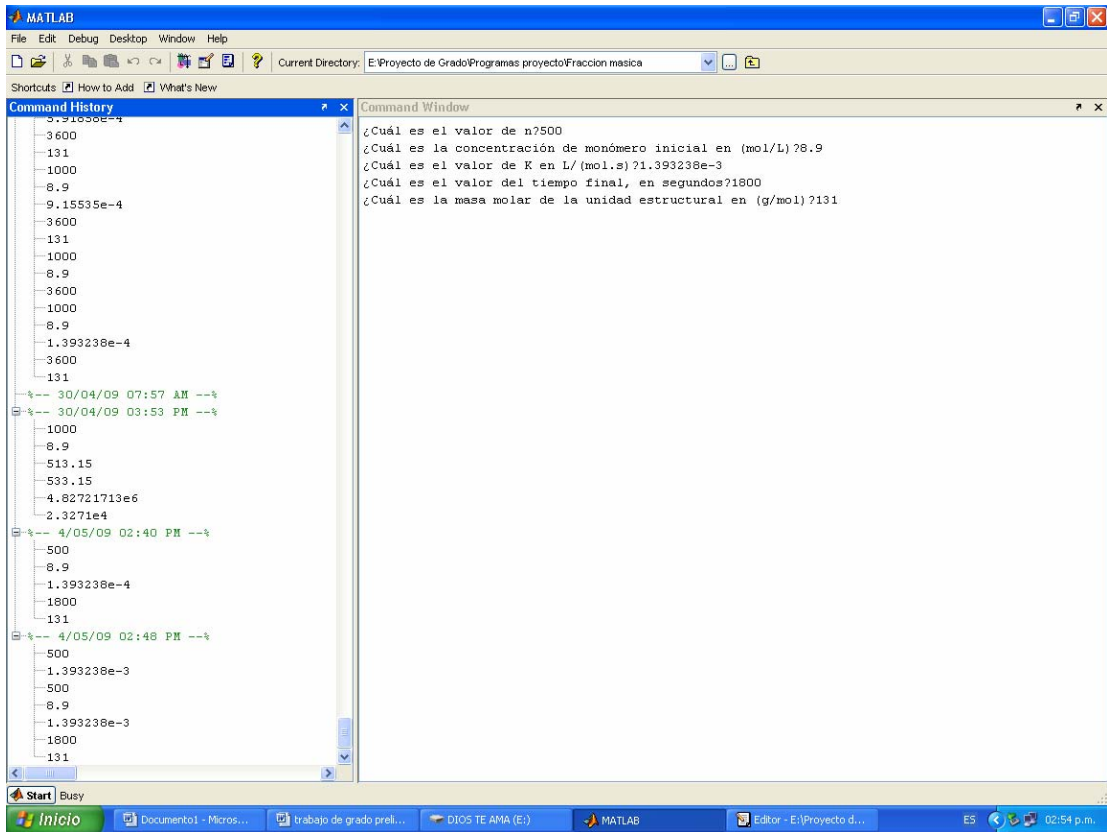 MATLAB
File Edit Debug Desktop Window Help
Current Directory: E:\Proyecto de Grado\Programas proyecto\Fraccion masica
Shortcuts How to Add What's New
Command History
5.91858e-4
3600
131
1000
8.9
9.15535e-4
3600
131
1000
8.9
3600
1000
8.9
1.393238e-4
3600
131
%-- 30/04/09 07:57 AM --%
%-- 30/04/09 03:53 PM --%
1000
8.9
513.15
533.15
4.82721713e6
2.3271e4
%-- 4/05/09 02:40 PM --%
500
8.9
1.393238e-4
1800
131
%-- 4/05/09 02:48 PM --%
500
1.393238e-3
500
8.9
1.393238e-3
1800
131
Command Window
¿Cuál es el valor de n?500
¿Cuál es la concentración de monómero inicial en (mol/L)?8.9
¿Cuál es el valor de K en L/(mol.s)?1.393238e-3
¿Cuál es el valor del tiempo final, en segundos?1800
¿Cuál es la masa molar de la unidad estructural en (g/mol)?131
Start Busy
Inicio
Documento1 - Micros...
trabajo de grado preli...
DIOS TE AMA (E:)
MATLAB
Editor - E:\Proyecto d...
ES
02:54 p.m.